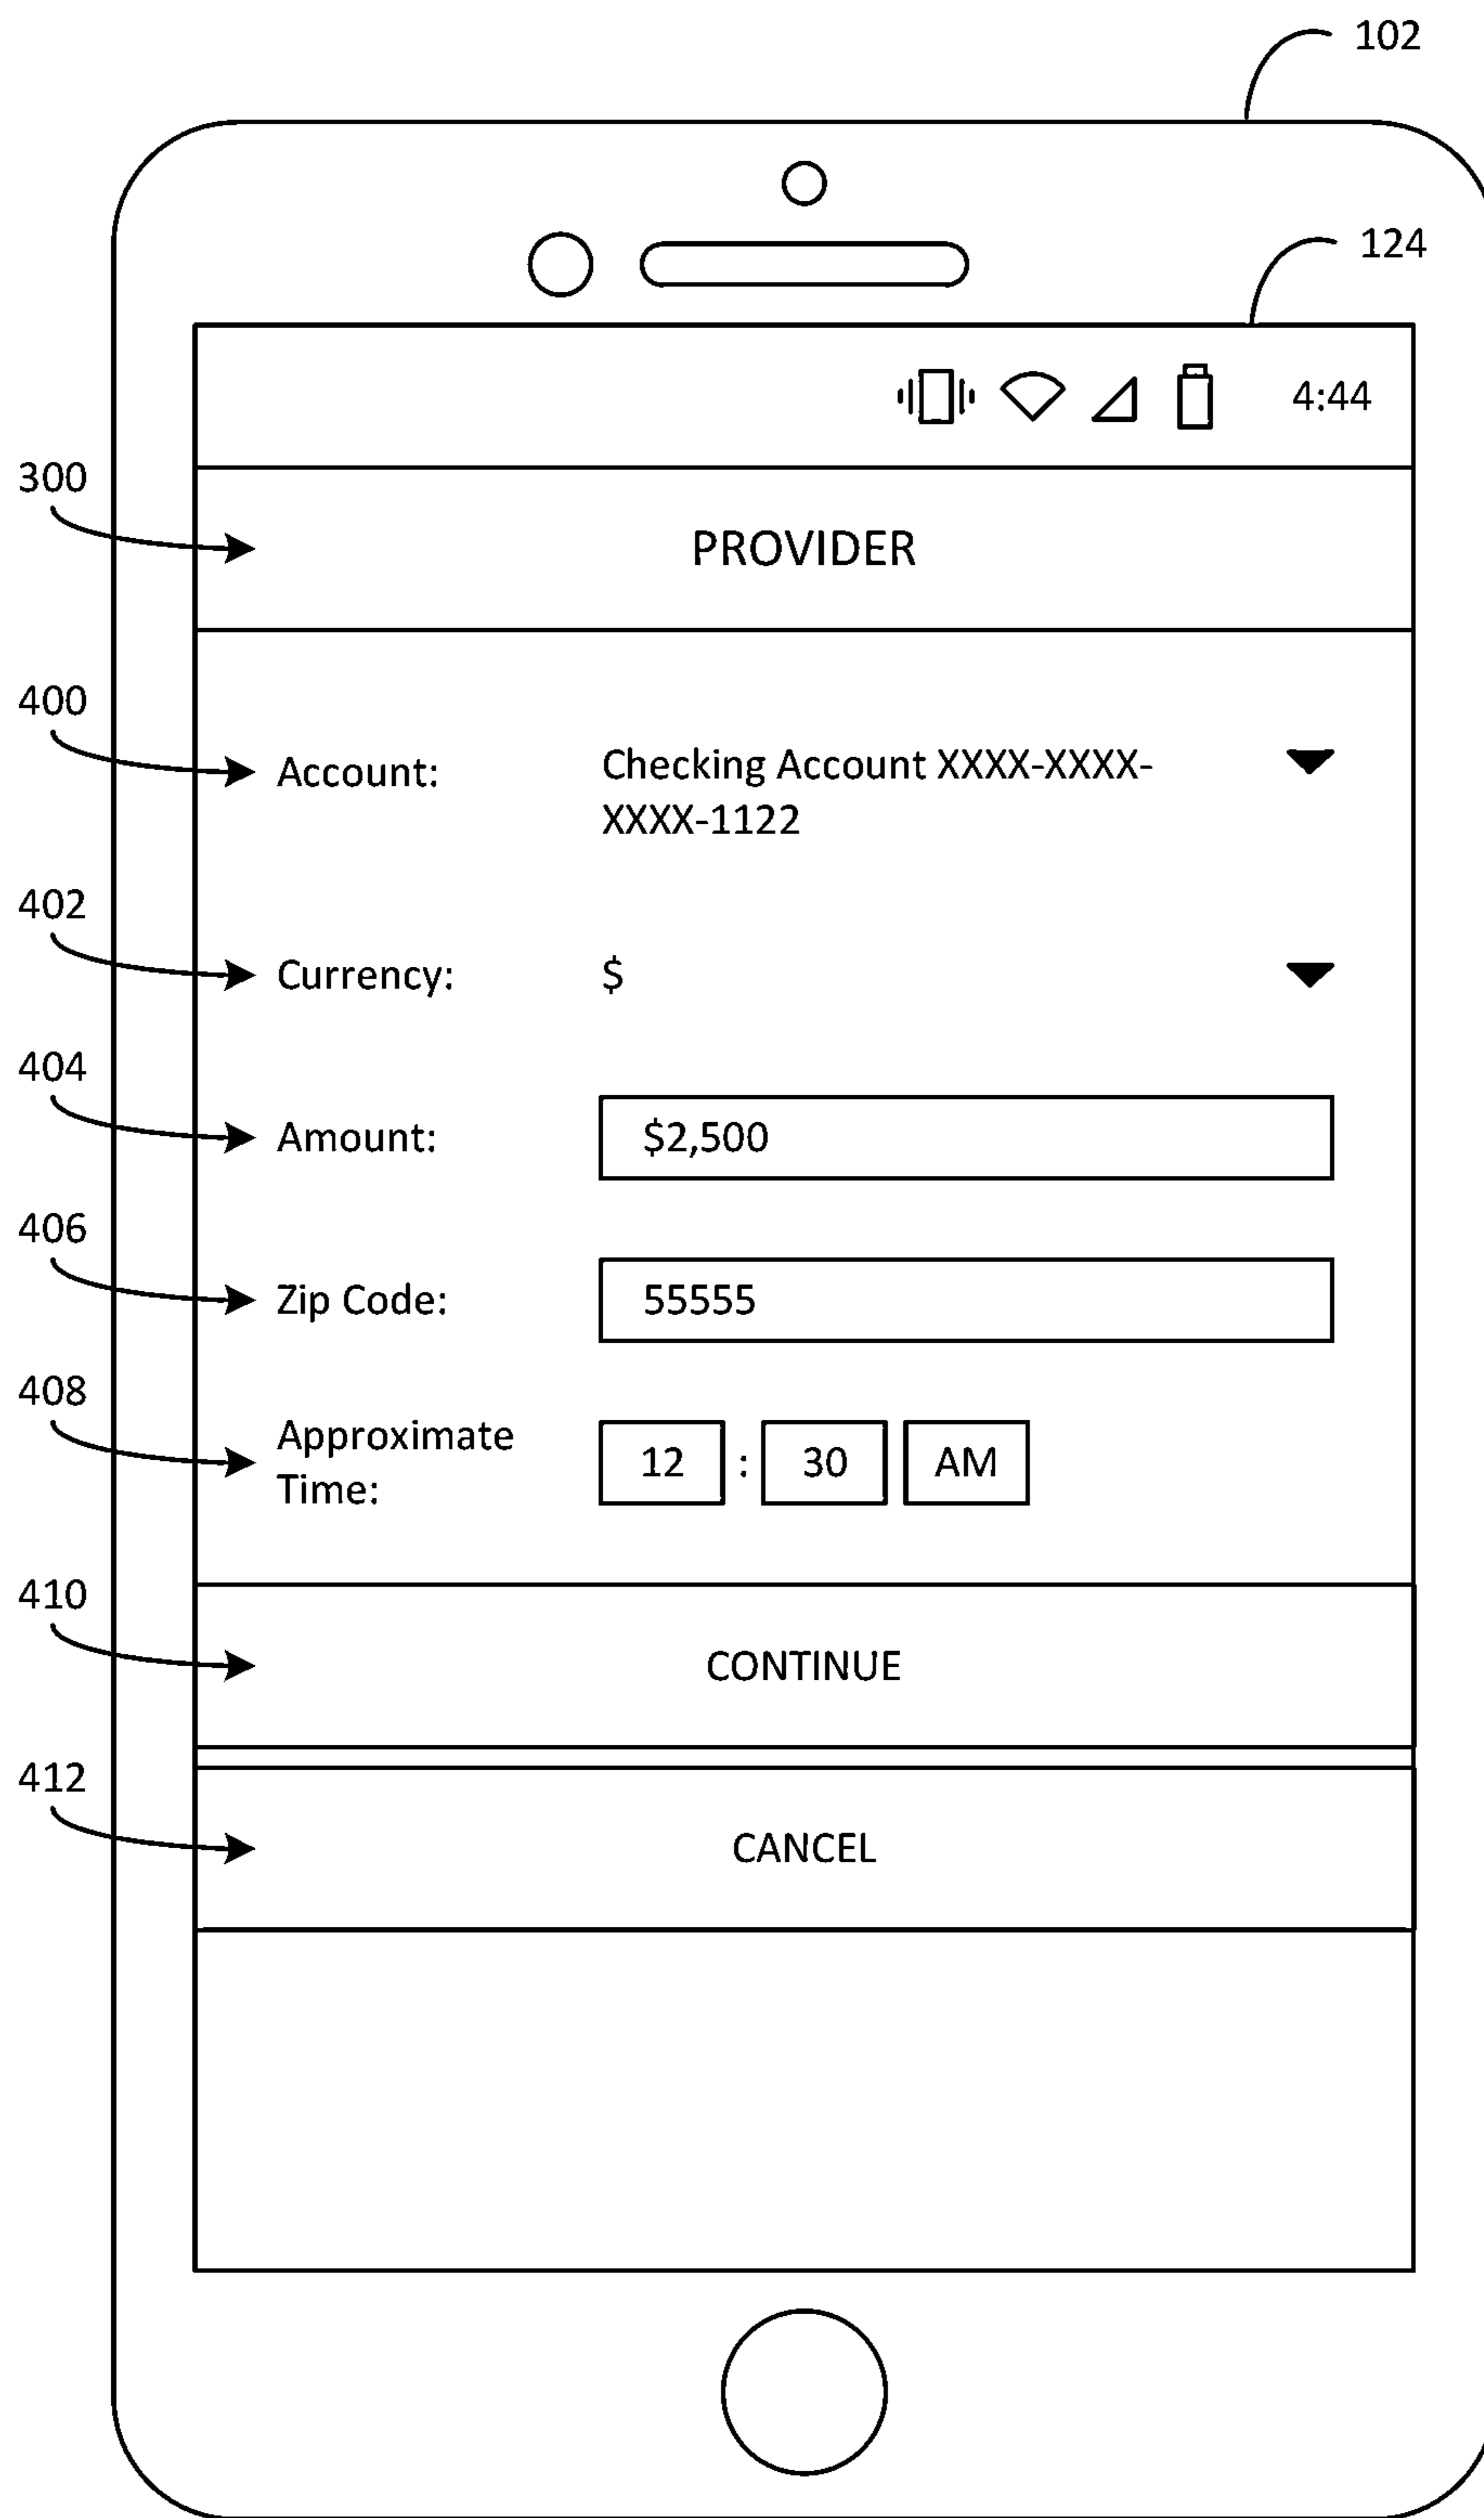 102
124
4:44
300
PROVIDER
400
Account: Checking Account XXXX-XXXX-
XXXX-1122
402
Currency: $
404
Amount: $2,500
406
Zip Code: 55555
408
Approximate
Time: 12 : 30 AM
410
CONTINUE
412
CANCEL